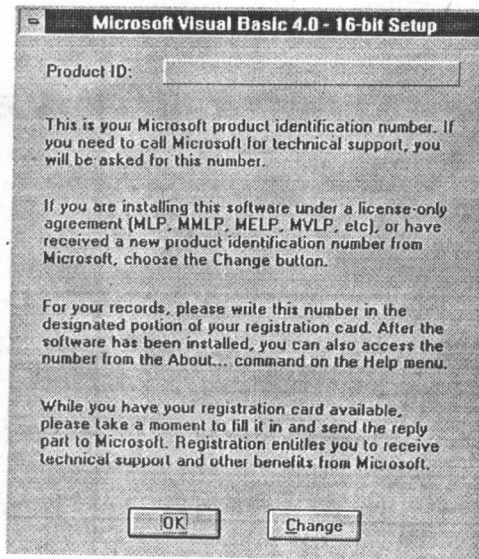 Microsoft Visual Basic 4.0 - 16-bit Setup
Product ID:
This is your Microsoft product identification number. If
you need to call Microsoft for technical support, you
will be asked for this number.
If you are installing this software under a license-only
agreement (MLP, MMLP, MELP, MVLP, etc), or have
received a new product identification number from
Microsoft, choose the Change button.
For your records, please write this number in the
designated portion of your registration card. After the
software has been installed, you can also access the
number from the About... command on the Help menu.
While you have your registration card available,
please take a moment to fill it in and send the reply
part to Microsoft. Registration entitles you to receive
technical support and other benefits from Microsoft.
OK
Change